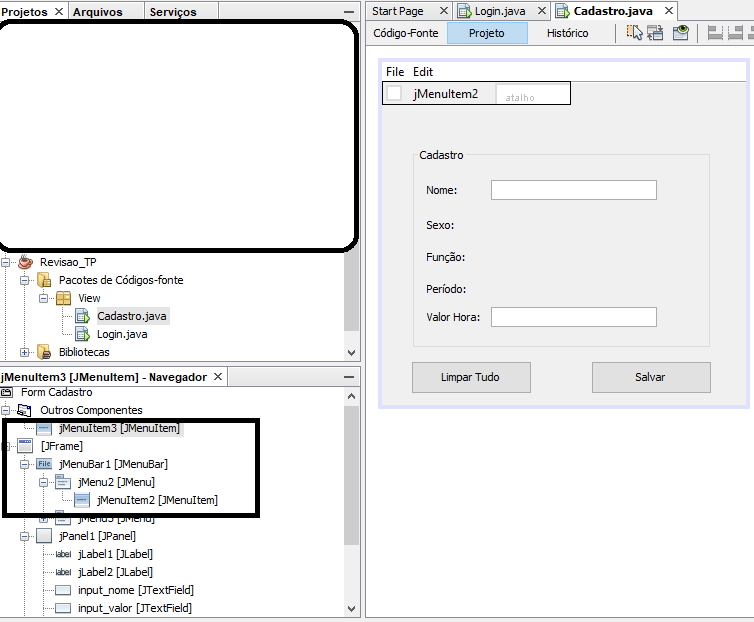 Projetos Arquivos Serviços
Revisao_TP
Pacotes de Códigos-fonte
View
Cadastro.java
Login.java
Bibliotecas
jMenuItem3 [JMenuItem] - Navegador
Form Cadastro
Outros Componentes
jMenuItem3 [JMenuItem]
[JFrame]
jMenuBar1 [JMenuBar]
jMenu2 [JMenu]
jMenuItem2 [JMenuItem]
jMenu3 [JMenu]
jPanel1 [JPanel]
jLabel1 [JLabel]
jLabel2 [JLabel]
input_nome [JTextField]
input_valor [JTextField]
Start Page Login.java Cadastro.java
Código-Fonte Projeto Histórico
File Edit
jMenuItem2 atalho
Cadastro
Nome:
Sexo:
Função:
Período:
Valor Hora:
Limpar Tudo Salvar